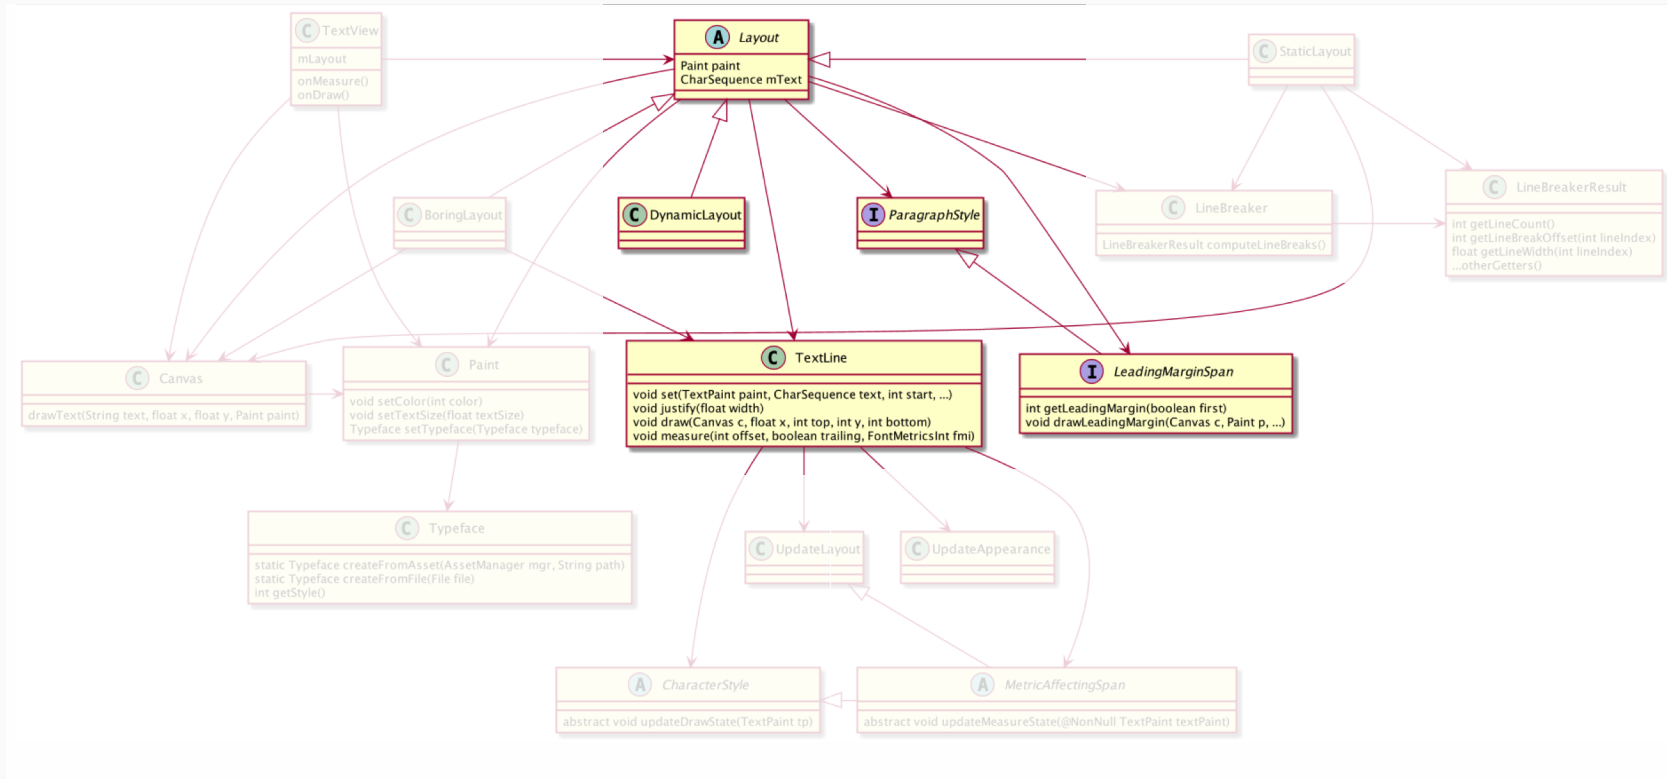 C TextView
mLayout
onMeasure()
onDraw()
A Layout
Paint paint
CharSequence mText
C StaticLayout
C BoringLayout
C DynamicLayout
I ParagraphStyle
C LineBreaker
LineBreakerResult computeLineBreaks()
C LineBreakerResult
int getLineCount()
int getLineBreakOffset(int lineIndex)
float getLineWidth(int lineIndex)
...otherGetters()
C Canvas
drawText(String text, float x, float y, Paint paint)
C Paint
void setColor(int color)
void setTextSize(float textSize)
Typeface setTypeface(Typeface typeface)
C TextLine
void set(TextPaint paint, CharSequence text, int start, ...)
void justify(float width)
void draw(Canvas c, float x, int top, int y, int bottom)
void measure(int offset, boolean trailing, FontMetricsInt fmi)
I LeadingMarginSpan
int getLeadingMargin(boolean first)
void drawLeadingMargin(Canvas c, Paint p, ...)
C Typeface
static Typeface createFromAsset(AssetManager mgr, String path)
static Typeface createFromFile(File file)
int getStyle()
C UpdateLayout
C UpdateAppearance
A CharacterStyle
abstract void updateDrawState(TextPaint tp)
A MetricAffectingSpan
abstract void updateMeasureState(@NonNull TextPaint textPaint)